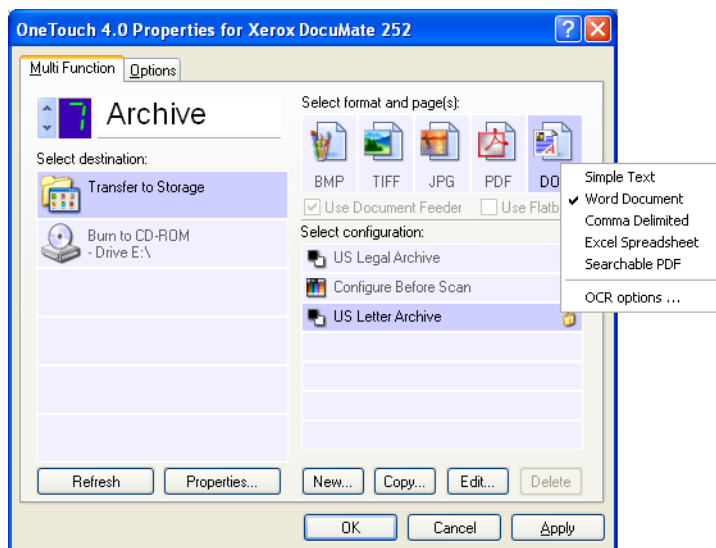 OneTouch 4.0 Properties for Xerox DocuMate 252
Multi Function
Options
7
Archive
Select destination:
Transfer to Storage
Burn to CD-ROM
- Drive E:\
Select format and page(s):
BMP
TIFF
JPG
PDF
DO
Use Document Feeder
Use Flatb
Select configuration:
US Legal Archive
Configure Before Scan
US Letter Archive
Simple Text
Word Document
Comma Delimited
Excel Spreadsheet
Searchable PDF
OCR options ...
Refresh
Properties...
New...
Copy...
Edit...
Delete
OK
Cancel
Apply